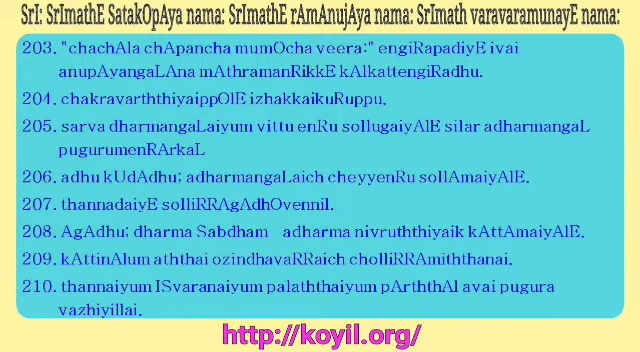 SrI: SrImathE SatakOpAya nama: SrImathE rAmAnujAya nama: SrImath varavaramunayE nama:
203. "chachAla chApancha mumOcha veera:" engiRapadiyE ivai
anupAyangaLAna mAthramanRikkE kAlkattengiRadhu.
204. chakravarththiyaippOlE izhakkaikuRuppu.
205. sarva dharmangaLaiyum vittu enRu sollugaiyAlE silar adharmangaL
pugurumenRArkaL
206. adhu kUdAdhu; adharmangaLaich cheyyenRu sollAmaiyAlE.
207. thannadaiyE solliRRAgAdhOvennil.
208. AgAdhu; dharma Sabdham adharma nivruththiyaik kAttAmaiyAlE.
209. kAttinAlum aththai ozindhavaRRaich cholliRRAmiththanai.
210. thannaiyum ISvaranaiyum palaththaiyum pArththAl avai pugura
vazhiyillai.
http://koyil.org/